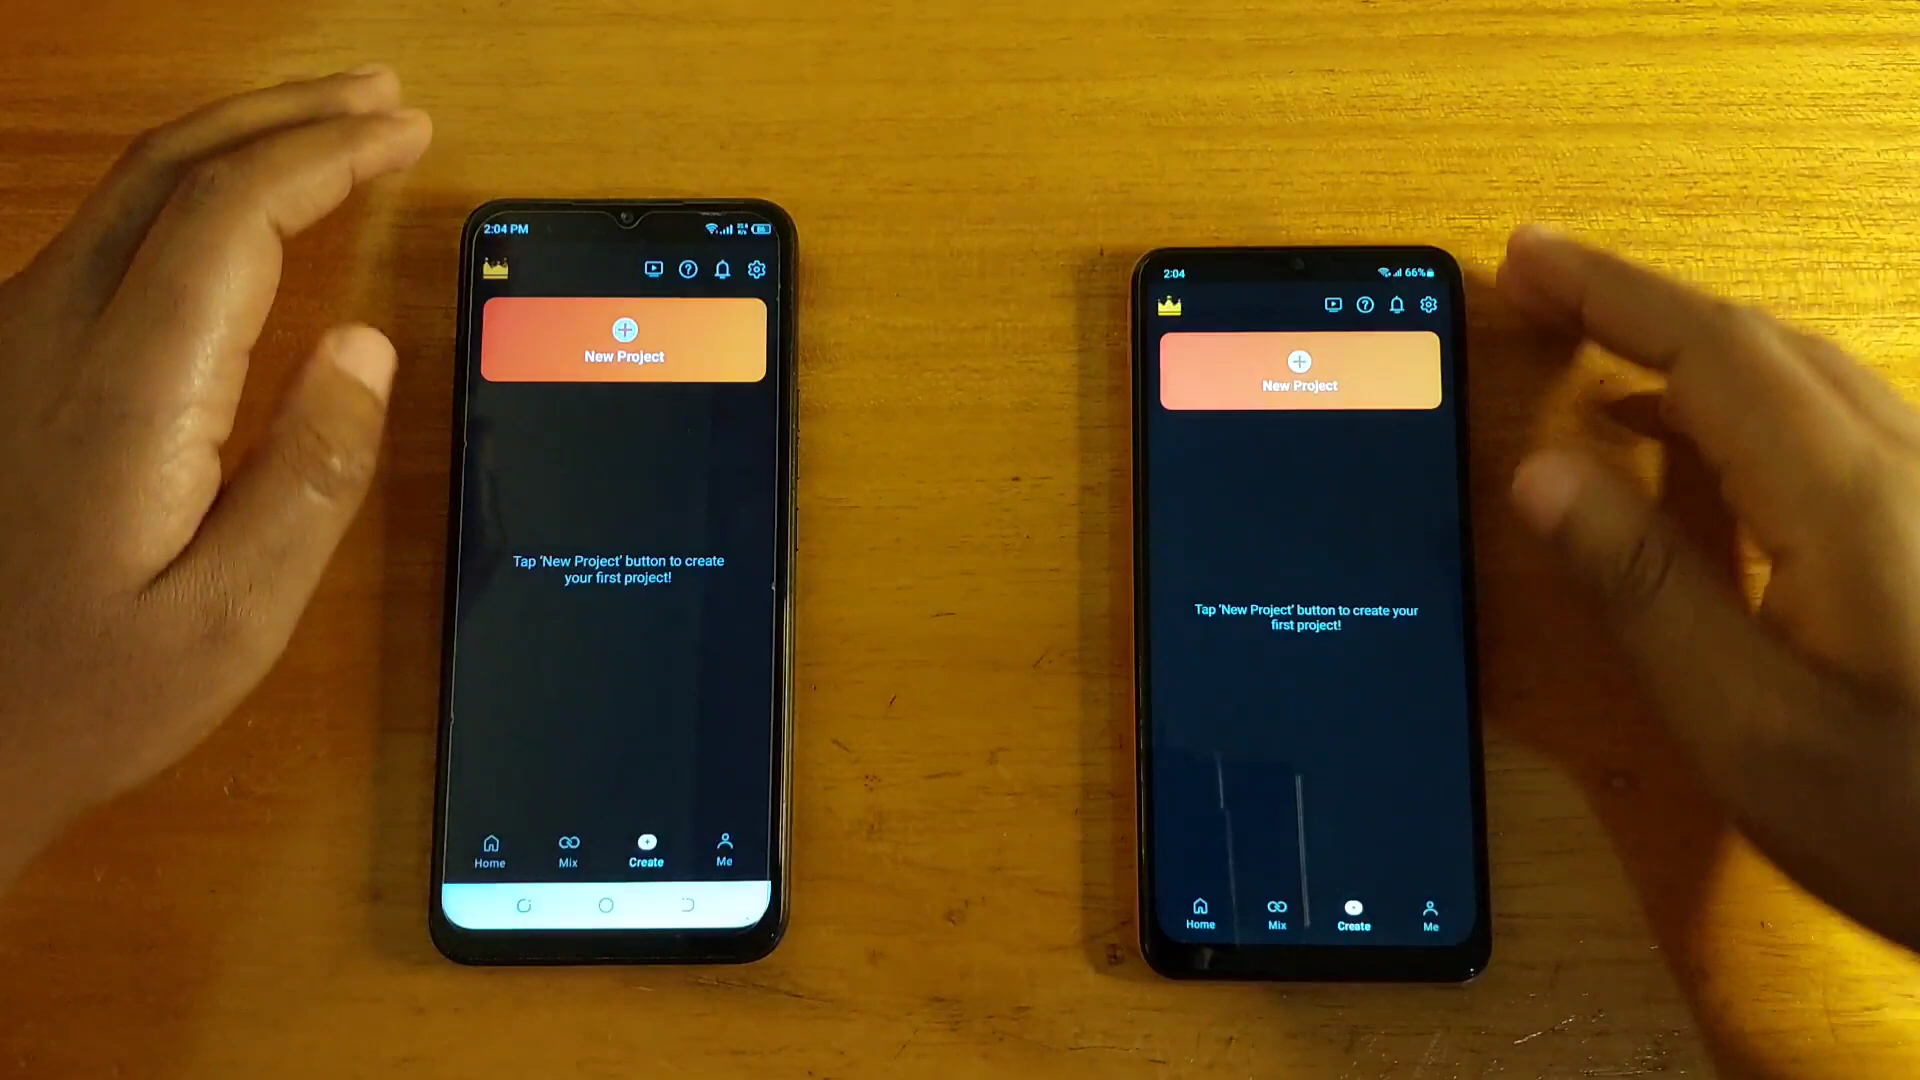 2:04 PM
New Project
Tap ‘New Project’ button to create
your first project!
Home
Mix
Create
Me
2:04
66%
New Project
Tap ‘New Project’ button to create your
first project!
Home
Mix
Create
Me